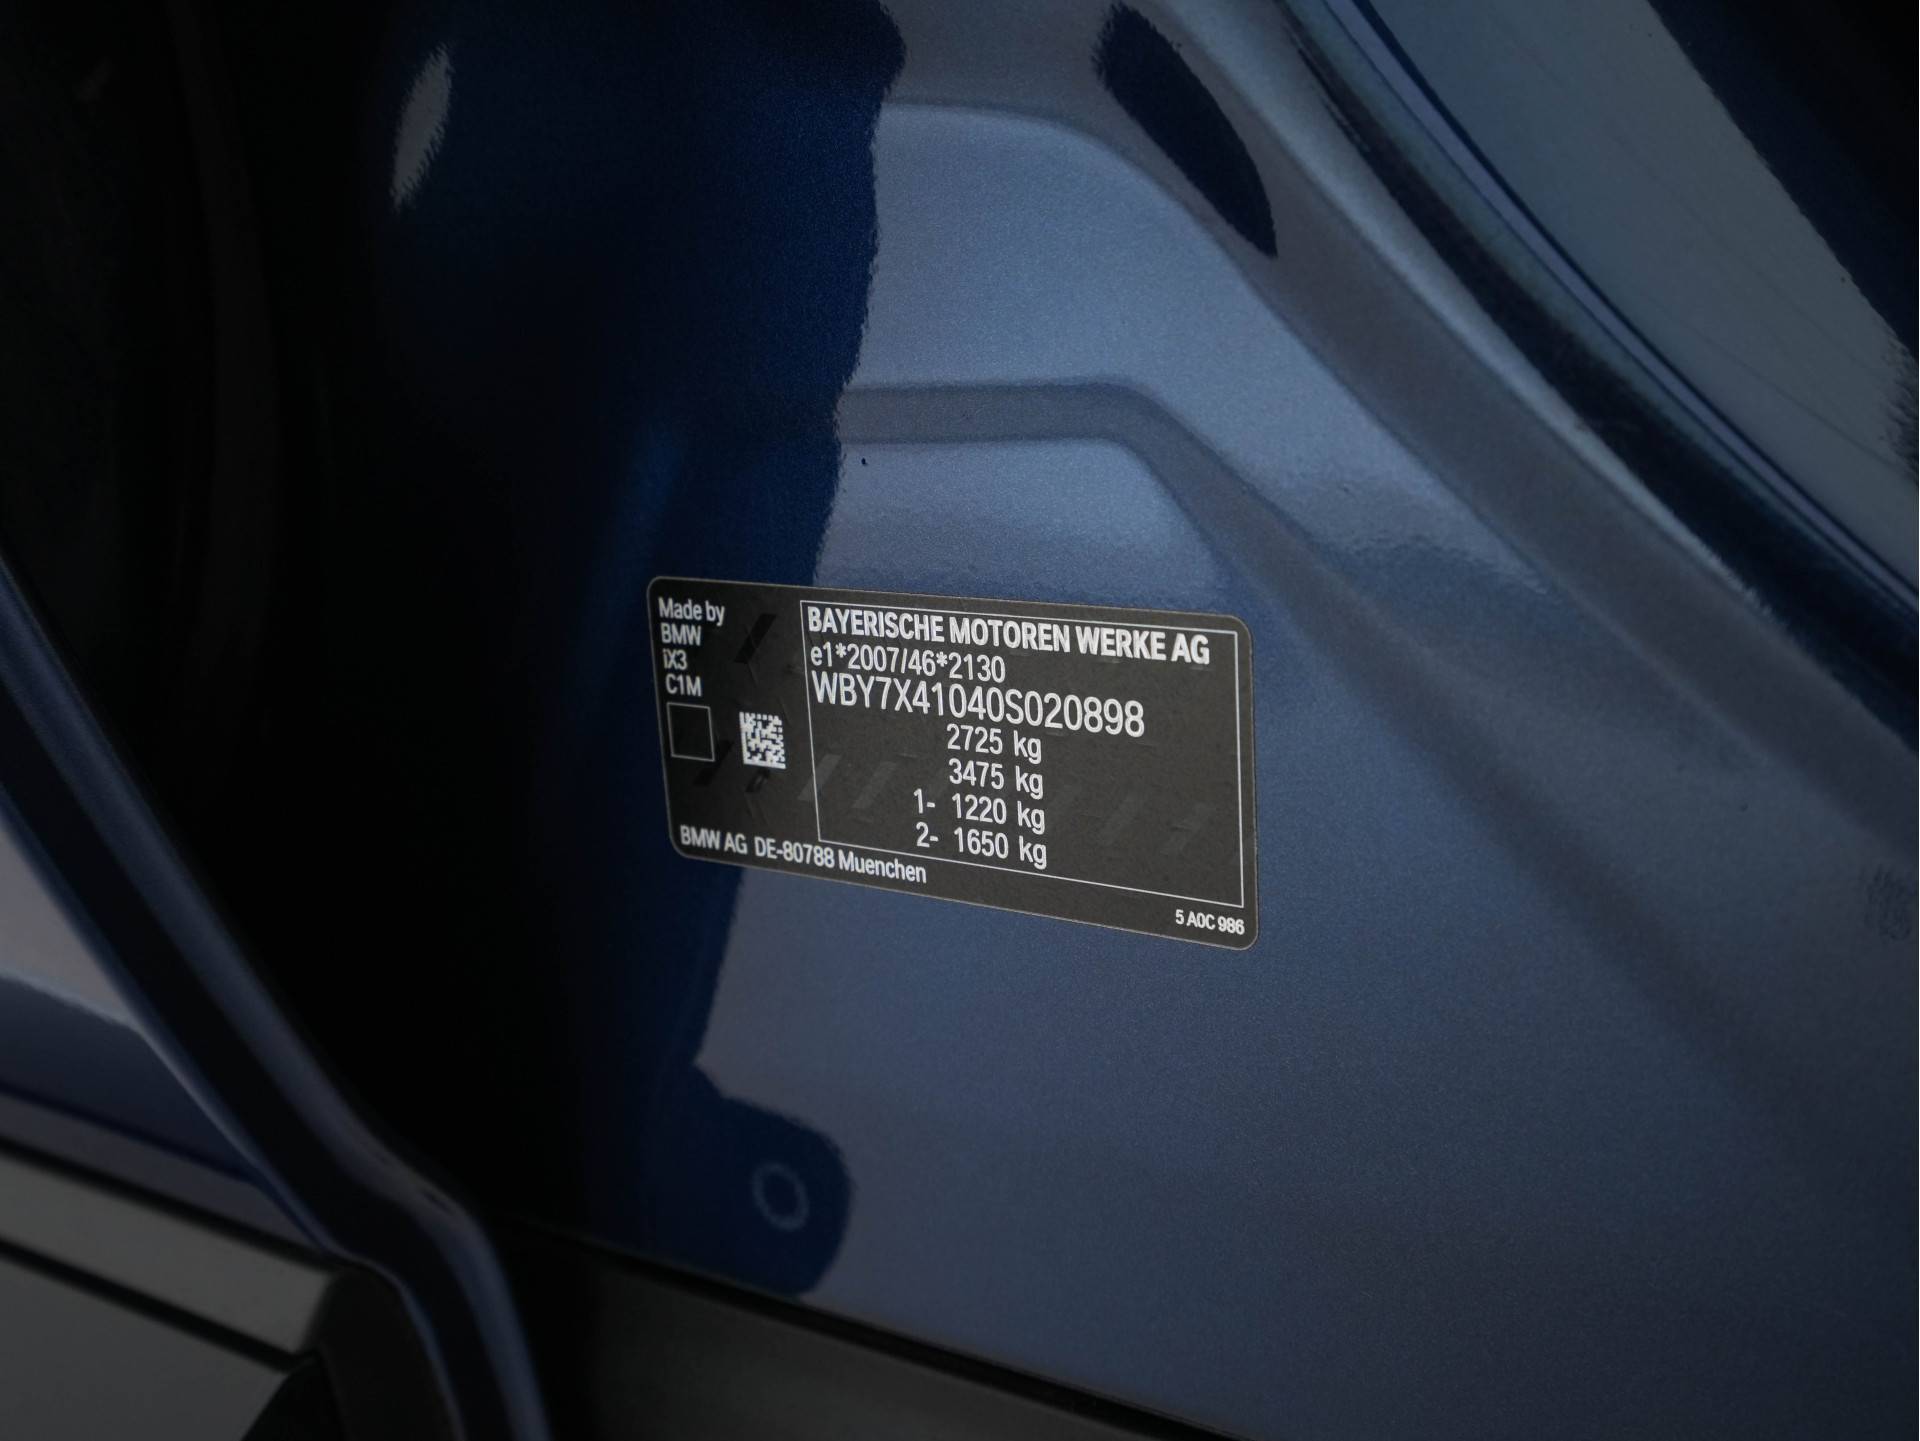 Made by
BMW
iX3
C1M
BAYERISCHE MOTOREN WERKE AG
e1*2007/46*2130
WBY7X41040S020898
2725 kg
3475 kg
1- 1220 kg
2- 1650 kg
BMW AG DE-80788 Muenchen
5 A0C 986